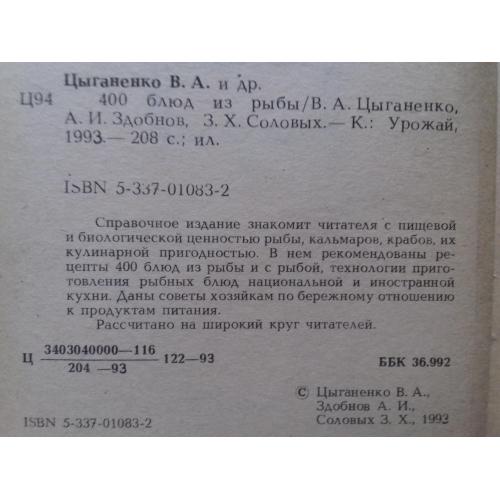 Цыганенко В. А. и др.
Ц94 400 блюд из рыбы/В. А. Цыганенко,
А. И. Здобнов, З. Х. Соловых.— К.: Урожай,
1993.— 208 с.; ил.
ISBN 5-337-01083-2
Справочное издание знакомит читателя с пищевой
и биологической ценностью рыбы, кальмаров, крабов, их
кулинарной пригодностью. В нем рекомендованы ре-
цепты 400 блюд из рыбы и с рыбой, технологии приго-
товления рыбных блюд национальной и иностранной
кухни. Даны советы хозяйкам по бережному отношению
к продуктам питания.
Рассчитано на широкий круг читателей.
Ц 3403040000—116 122—93
204 —93
ББК 36.992
© Цыганенко В. А.,
Здобнов А. И.,
Соловых З. Х., 1993
ISBN 5-337-01083-2